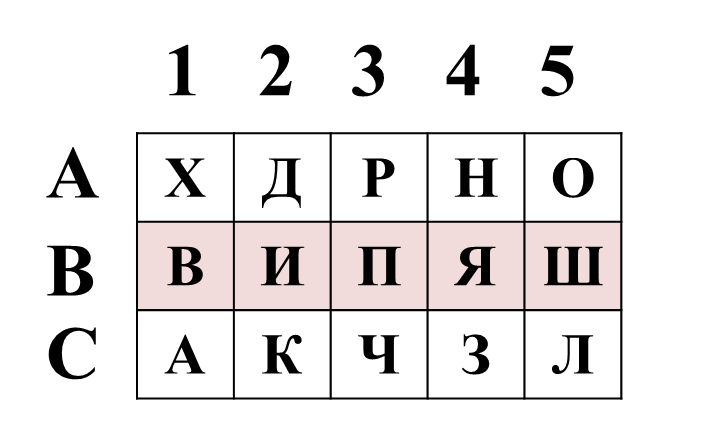 1 2 3 4 5
А Х Д Р Н О
В В И П Я Ш
С А К Ч З Л